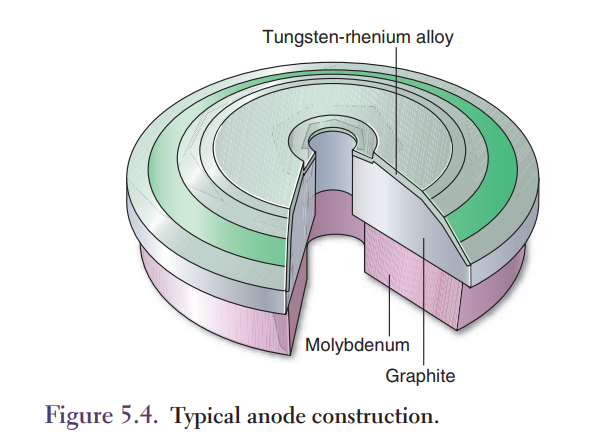 Tungsten-rhenium alloy
Molybdenum
Graphite
Figure 5.4. Typical anode construction.